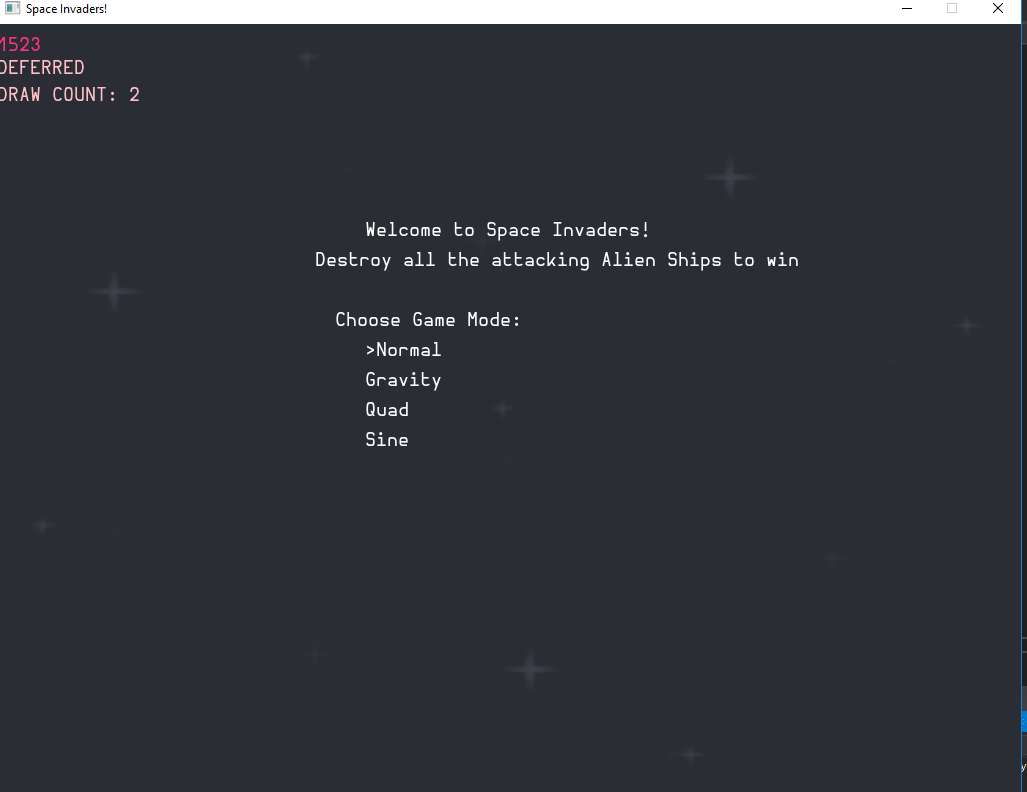 Space Invaders!
1523
DEFERRED
DRAW COUNT: 2
Welcome to Space Invaders!
Destroy all the attacking Alien Ships to win
Choose Game Mode:
>Normal
Gravity
Quad
Sine